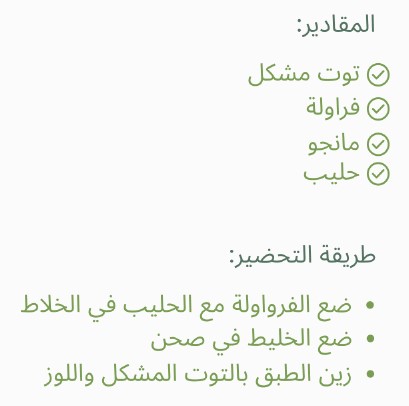 المقادير:
توت مشكل
فراولة
مانجو
حليب
طريقة التحضير:
ضع الفرواولة مع الحليب في الخلاط
ضع الخليط في صحن
زين الطبق بالتوت المشكل واللوز